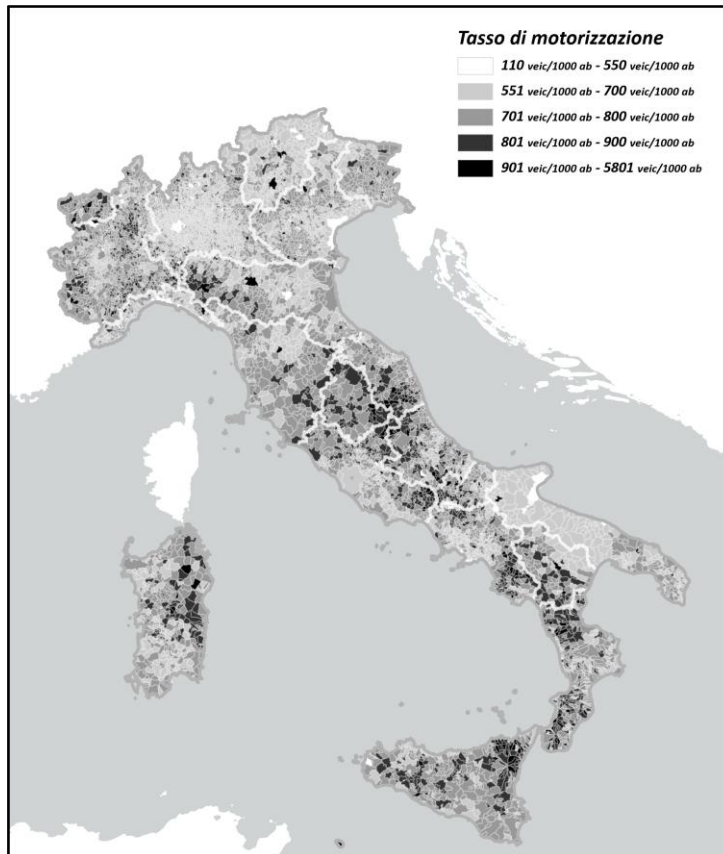 Tasso di motorizzazione
110 veic/1000 ab - 550 veic/1000 ab
551 veic/1000 ab - 700 veic/1000 ab
701 veic/1000 ab - 800 veic/1000 ab
801 veic/1000 ab - 900 veic/1000 ab
901 veic/1000 ab - 5801 veic/1000 ab